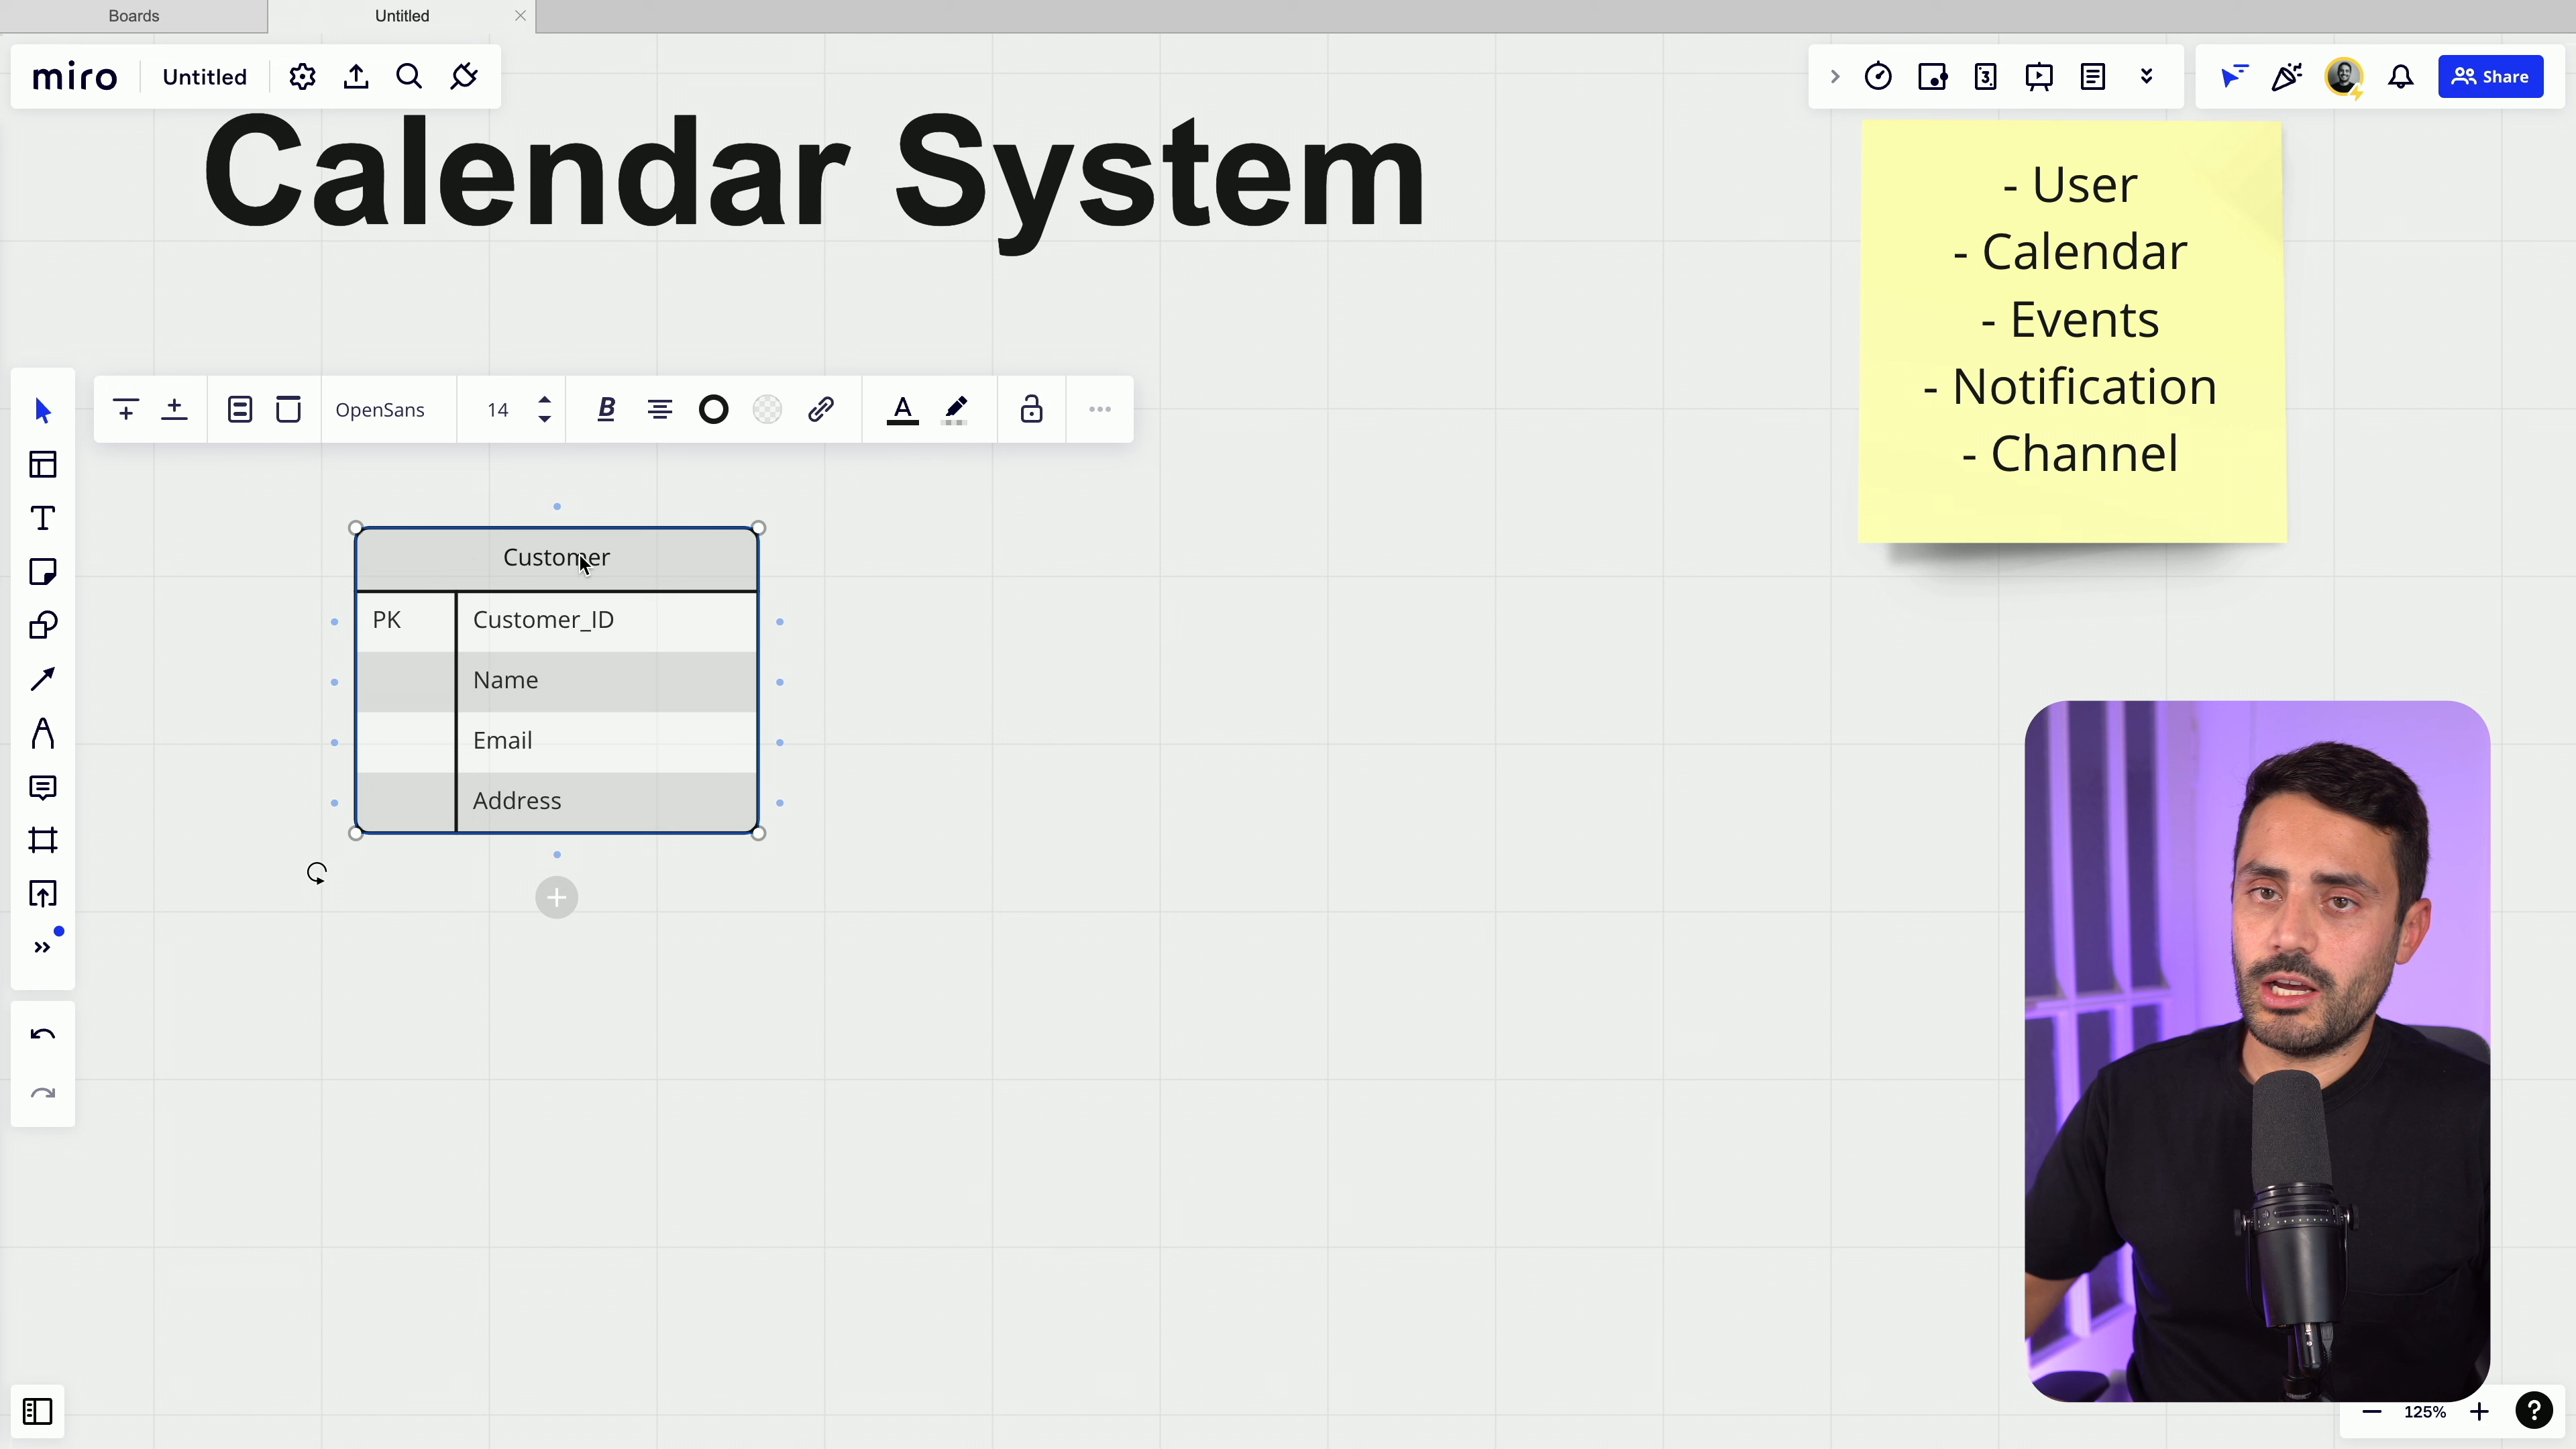 Boards
Untitled
miro
Untitled
3
Share
Calendar System
- User
- Calendar
- Events
- Notification
- Channel
OpenSans
14
B
A
Customer
PK
Customer_ID
Name
Email
Address
125%
?